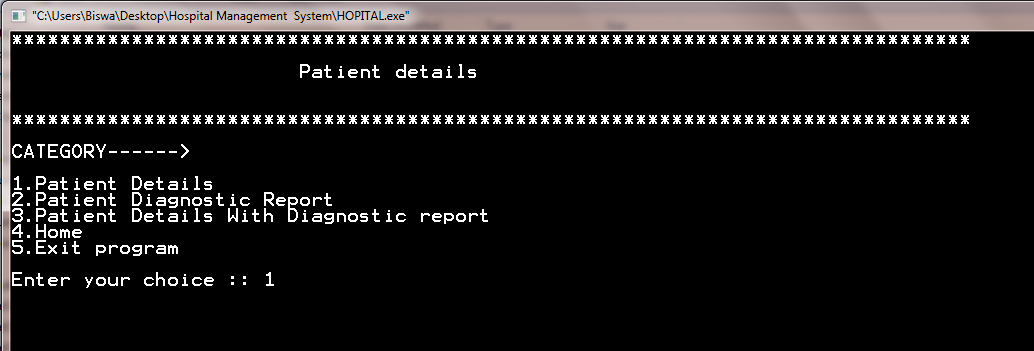 "C:\Users\Biswa\Desktop\Hospital Management  System\HOPITAL.exe"
********************************************************************************
Patient details
********************************************************************************
CATEGORY------>
1.Patient Details
2.Patient Diagnostic Report
3.Patient Details With Diagnostic report
4.Home
5.Exit program
Enter your choice :: 1